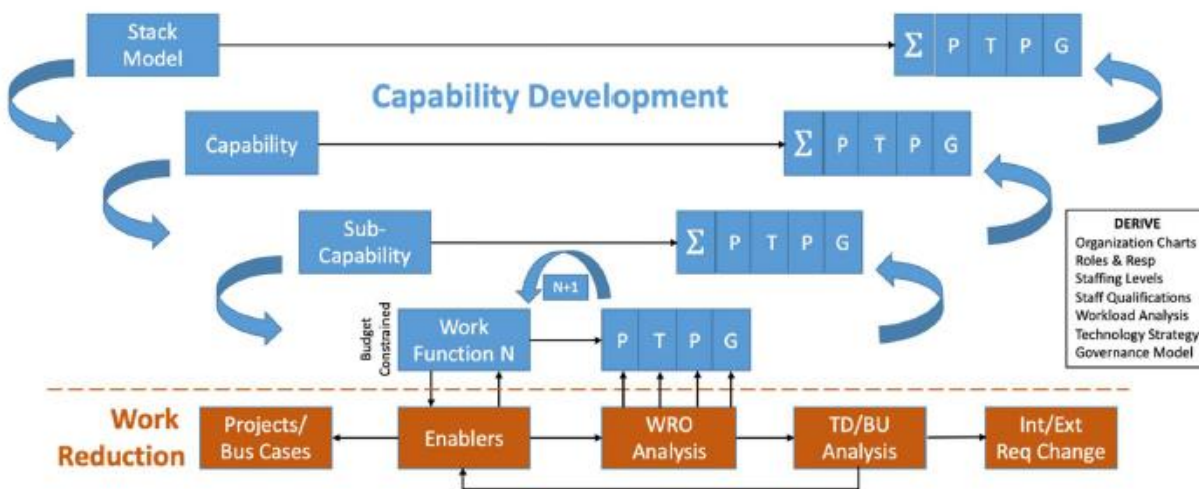 Stack
Model
Σ P T P G
Capability Development
Capability
Σ P T P G
Sub-
Capability
Σ P T P G
DERIVE
Organization Charts
Roles & Resp
Staffing Levels
Staff Qualifications
Workload Analysis
Technology Strategy
Governance Model
N+1
Budget
Constrained
Work
Function N
P T P G
Work
Reduction
Projects/
Bus Cases
Enablers
WRO
Analysis
TD/BU
Analysis
Int/Ext
Req Change